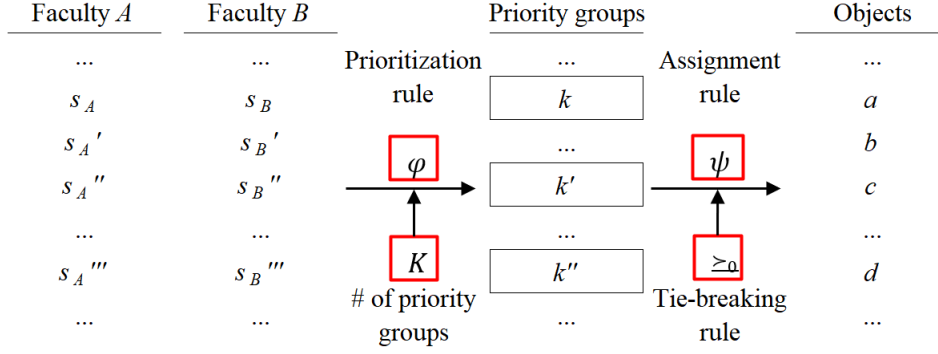 Faculty A Faculty B Priority groups Objects
... ... Prioritization rule ... Assignment rule ...
s_A s_B k a
s_A' s_B' φ ... ψ b
s_A'' s_B'' k' c
... ... K ... ≿_0 ...
s_A''' s_B''' # of priority groups k'' Tie-breaking rule d
... ... ... ...